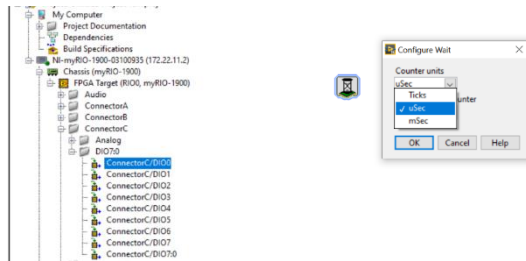 My Computer
Project Documentation
Dependencies
Build Specifications
NI-myRIO-1900-03100935 (172.22.11.2)
Chassis (myRIO-1900)
FPGA Target (RIO0, myRIO-1900)
Audio
ConnectorA
ConnectorB
ConnectorC
Analog
DIO7:0
ConnectorC/DIO0
ConnectorC/DIO1
ConnectorC/DIO2
ConnectorC/DIO3
ConnectorC/DIO4
ConnectorC/DIO5
ConnectorC/DIO6
ConnectorC/DIO7
ConnectorC/DIO7:0
Configure Wait
Counter units
uSec
Ticks
uSec
mSec
OK Cancel Help